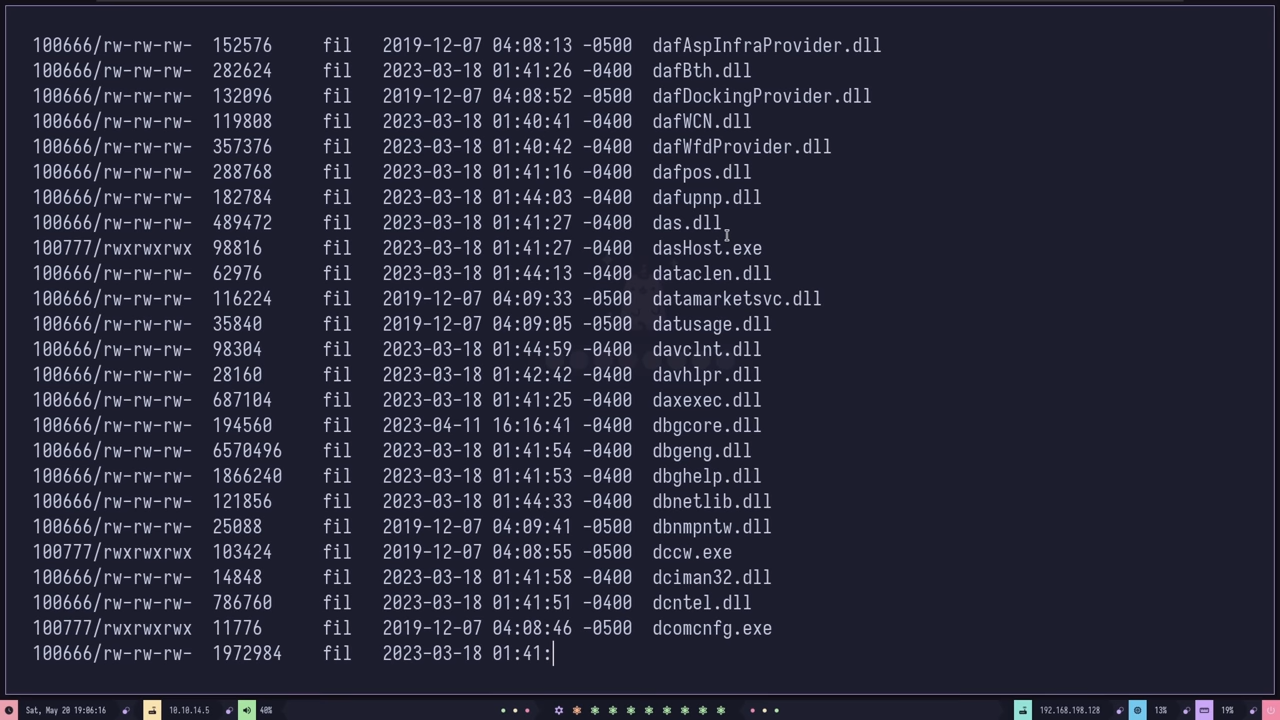 100666/rw-rw-rw-  152576     fil   2019-12-07 04:08:13 -0500  dafAspInfraProvider.dll
100666/rw-rw-rw-  282624     fil   2023-03-18 01:41:26 -0400  dafBth.dll
100666/rw-rw-rw-  132096     fil   2019-12-07 04:08:52 -0500  dafDockingProvider.dll
100666/rw-rw-rw-  119808     fil   2023-03-18 01:40:41 -0400  dafWCN.dll
100666/rw-rw-rw-  357376     fil   2023-03-18 01:40:42 -0400  dafWfdProvider.dll
100666/rw-rw-rw-  288768     fil   2023-03-18 01:41:16 -0400  dafpos.dll
100666/rw-rw-rw-  182784     fil   2023-03-18 01:44:03 -0400  dafupnp.dll
100666/rw-rw-rw-  489472     fil   2023-03-18 01:41:27 -0400  das.dll
100777/rwxrwxrwx  98816      fil   2023-03-18 01:41:27 -0400  dasHost.exe
100666/rw-rw-rw-  62976      fil   2023-03-18 01:44:13 -0400  dataclen.dll
100666/rw-rw-rw-  116224     fil   2019-12-07 04:09:33 -0500  datamarketsvc.dll
100666/rw-rw-rw-  35840      fil   2019-12-07 04:09:05 -0500  datusage.dll
100666/rw-rw-rw-  98304      fil   2023-03-18 01:44:59 -0400  davclnt.dll
100666/rw-rw-rw-  28160      fil   2023-03-18 01:42:42 -0400  davhlpr.dll
100666/rw-rw-rw-  687104     fil   2023-03-18 01:41:25 -0400  daxexec.dll
100666/rw-rw-rw-  194560     fil   2023-04-11 16:16:41 -0400  dbgcore.dll
100666/rw-rw-rw-  6570496    fil   2023-03-18 01:41:54 -0400  dbgeng.dll
100666/rw-rw-rw-  1866240    fil   2023-03-18 01:41:53 -0400  dbghelp.dll
100666/rw-rw-rw-  121856     fil   2023-03-18 01:44:33 -0400  dbnetlib.dll
100666/rw-rw-rw-  25088      fil   2019-12-07 04:09:41 -0500  dbnmpntw.dll
100777/rwxrwxrwx  103424     fil   2019-12-07 04:08:55 -0500  dccw.exe
100666/rw-rw-rw-  14848      fil   2023-03-18 01:41:58 -0400  dciman32.dll
100666/rw-rw-rw-  786760     fil   2023-03-18 01:41:51 -0400  dcntel.dll
100777/rwxrwxrwx  11776      fil   2019-12-07 04:08:46 -0500  dcomcnfg.exe
100666/rw-rw-rw-  1972984    fil   2023-03-18 01:41:
Sat, May 20 19:06:16 10.10.14.5 40% 192.168.198.128 13% 19%